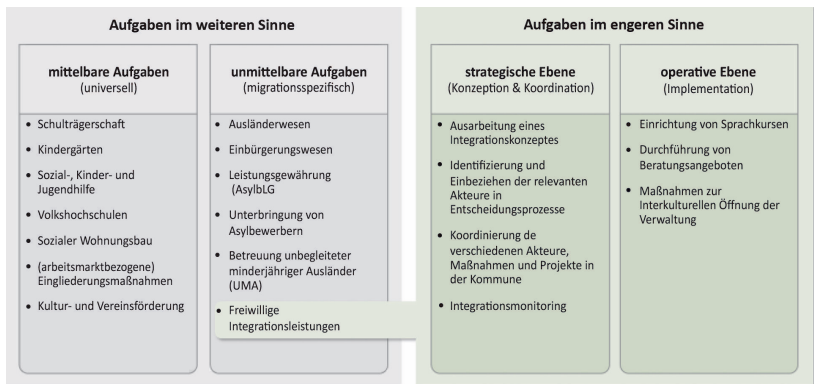 Aufgaben im weiteren Sinne
mittelbare Aufgaben
(universell)
• Schulträgerschaft
• Kindergärten
• Sozial-, Kinder- und
Jugendhilfe
• Volkshochschulen
• Sozialer Wohnungsbau
• (arbeitsmarktbezogene)
Eingliederungsmaßnahmen
• Kultur- und Vereinsförderung
unmittelbare Aufgaben
(migrationsspezifisch)
• Ausländerwesen
• Einbürgerungswesen
• Leistungsgewährung
(AsylbLG
• Unterbringung von
Asylbewerbern
• Betreuung unbegleiteter
minderjähriger Ausländer
(UMA)
• Freiwillige
Integrationsleistungen
Aufgaben im engeren Sinne
strategische Ebene
(Konzeption & Koordination)
• Ausarbeitung eines
Integrationskonzeptes
• Identifizierung und
Einbeziehen der relevanten
Akteure in
Entscheidungsprozesse
• Koordinierung de
verschiedenen Akteure,
Maßnahmen und Projekte in
der Kommune
• Integrationsmonitoring
operative Ebene
(Implementation)
• Einrichtung von Sprachkursen
• Durchführung von
Beratungsangeboten
• Maßnahmen zur
Interkulturellen Öffnung der
Verwaltung